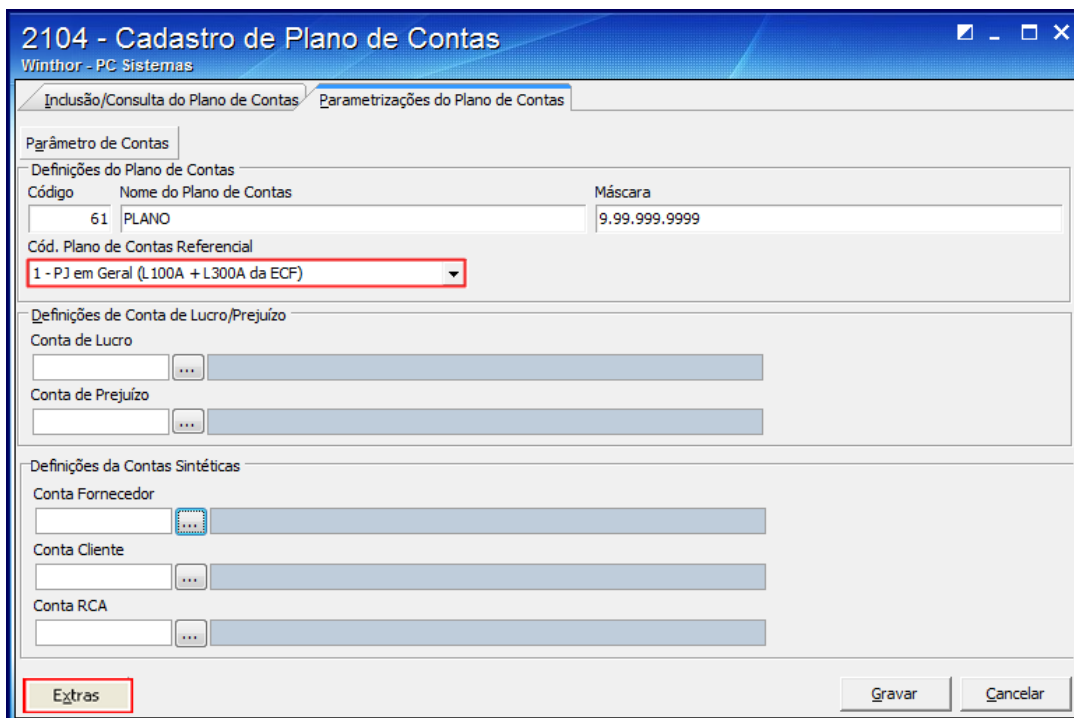 2104 - Cadastro de Plano de Contas
Winthor - PC Sistemas
Inclusão/Consulta do Plano de Contas Parametrizações do Plano de Contas
Parâmetro de Contas
Definições do Plano de Contas
Código Nome do Plano de Contas Máscara
61 PLANO 9.99.999.9999
Cód. Plano de Contas Referencial
1 - PJ em Geral (L100A + L300A da ECF)
Definições de Conta de Lucro/Prejuízo
Conta de Lucro
...
Conta de Prejuízo
...
Definições da Contas Sintéticas
Conta Fornecedor
...
Conta Cliente
...
Conta RCA
...
Extras Gravar Cancelar